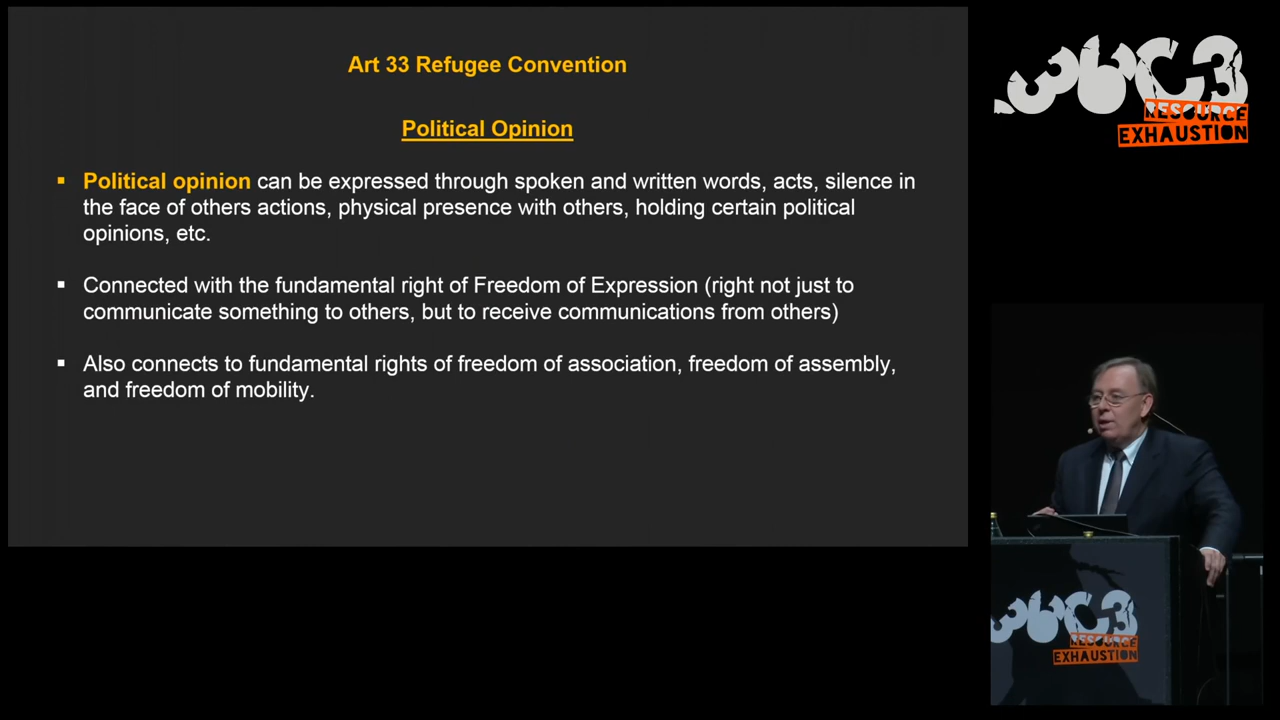 Art 33 Refugee Convention
Political Opinion
▪ Political opinion can be expressed through spoken and written words, acts, silence in
the face of others actions, physical presence with others, holding certain political
opinions, etc.
▪ Connected with the fundamental right of Freedom of Expression (right not just to
communicate something to others, but to receive communications from others)
▪ Also connects to fundamental rights of freedom of association, freedom of assembly,
and freedom of mobility.
36C3
RESOURCE
EXHAUSTION
36C3
RESOURCE
EXHAUSTION